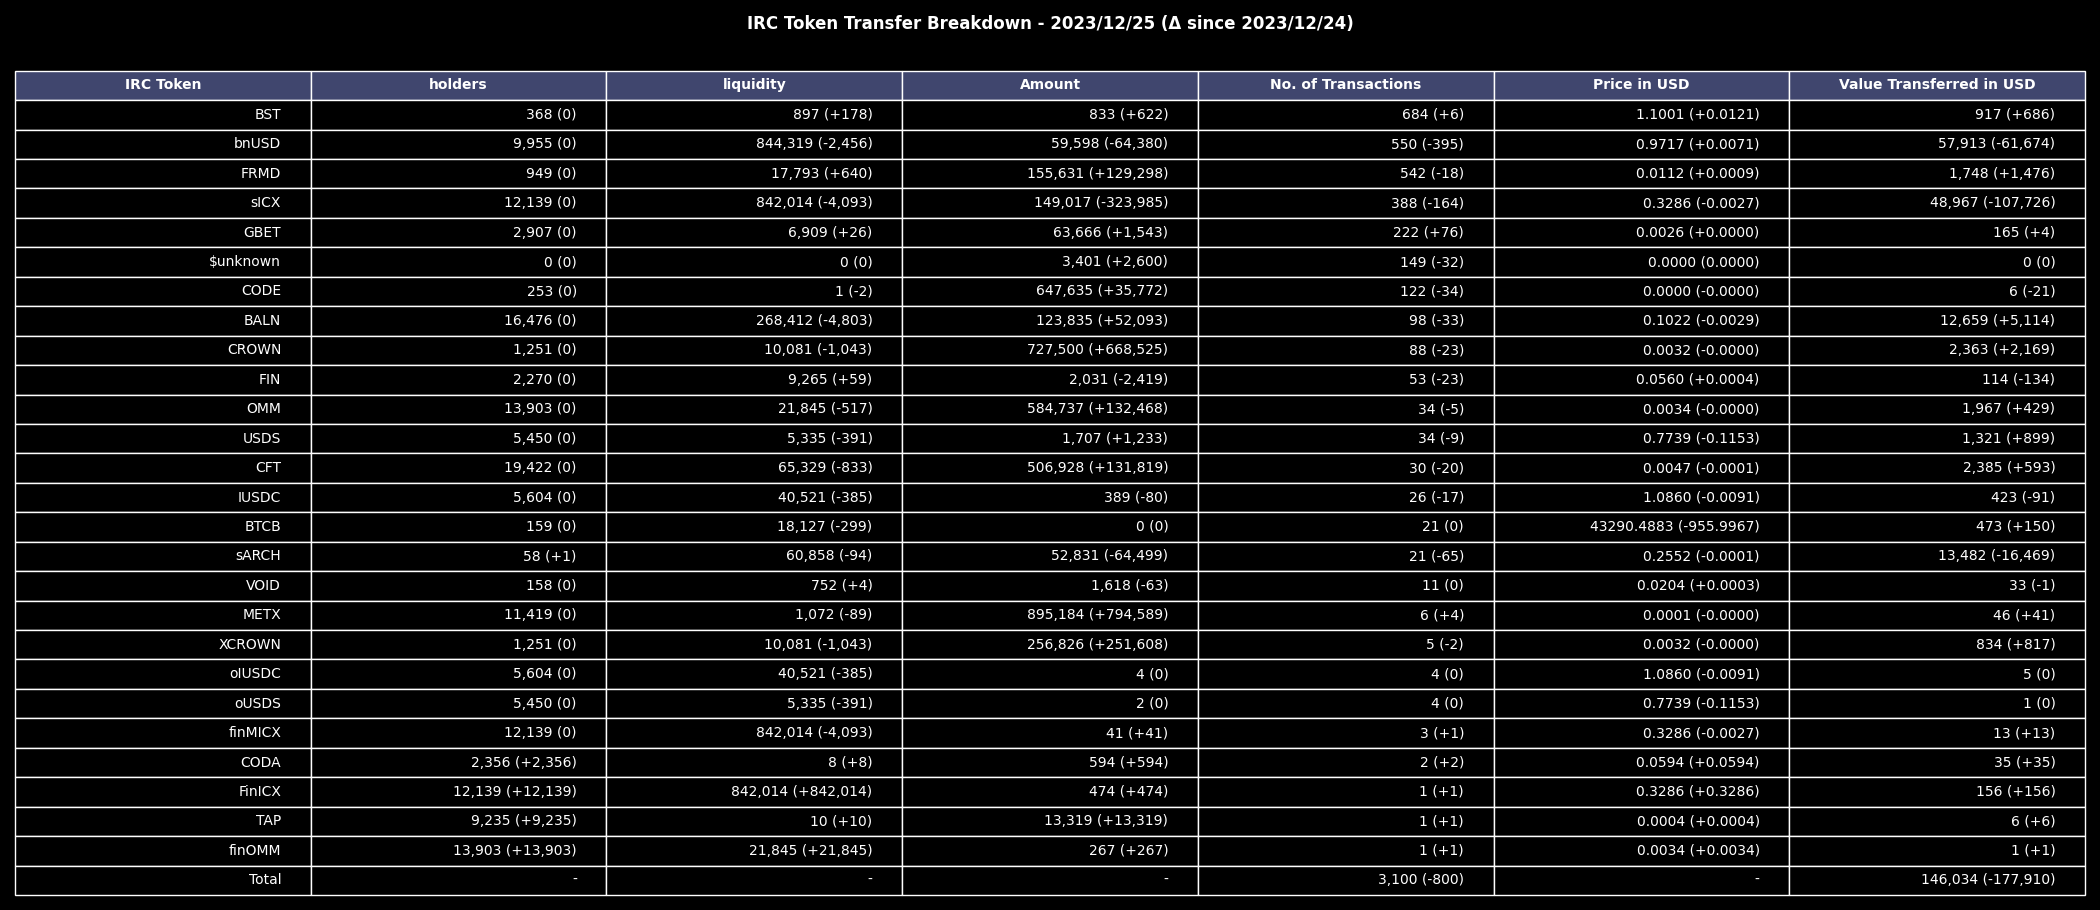 IRC Token Transfer Breakdown - 2023/12/25 (Δ since 2023/12/24)
IRC Token holders liquidity Amount No. of Transactions Price in USD Value Transferred in USD
BST 368 (0) 897 (+178) 833 (+622) 684 (+6) 1.1001 (+0.0121) 917 (+686)
bnUSD 9,955 (0) 844,319 (-2,456) 59,598 (-64,380) 550 (-395) 0.9717 (+0.0071) 57,913 (-61,674)
FRMD 949 (0) 17,793 (+640) 155,631 (+129,298) 542 (-18) 0.0112 (+0.0009) 1,748 (+1,476)
sICX 12,139 (0) 842,014 (-4,093) 149,017 (-323,985) 388 (-164) 0.3286 (-0.0027) 48,967 (-107,726)
GBET 2,907 (0) 6,909 (+26) 63,666 (+1,543) 222 (+76) 0.0026 (+0.0000) 165 (+4)
$unknown 0 (0) 0 (0) 3,401 (+2,600) 149 (-32) 0.0000 (0.0000) 0 (0)
CODE 253 (0) 1 (-2) 647,635 (+35,772) 122 (-34) 0.0000 (-0.0000) 6 (-21)
BALN 16,476 (0) 268,412 (-4,803) 123,835 (+52,093) 98 (-33) 0.1022 (-0.0029) 12,659 (+5,114)
CROWN 1,251 (0) 10,081 (-1,043) 727,500 (+668,525) 88 (-23) 0.0032 (-0.0000) 2,363 (+2,169)
FIN 2,270 (0) 9,265 (+59) 2,031 (-2,419) 53 (-23) 0.0560 (+0.0004) 114 (-134)
OMM 13,903 (0) 21,845 (-517) 584,737 (+132,468) 34 (-5) 0.0034 (-0.0000) 1,967 (+429)
USDS 5,450 (0) 5,335 (-391) 1,707 (+1,233) 34 (-9) 0.7739 (-0.1153) 1,321 (+899)
CFT 19,422 (0) 65,329 (-833) 506,928 (+131,819) 30 (-20) 0.0047 (-0.0001) 2,385 (+593)
IUSDC 5,604 (0) 40,521 (-385) 389 (-80) 26 (-17) 1.0860 (-0.0091) 423 (-91)
BTCB 159 (0) 18,127 (-299) 0 (0) 21 (0) 43290.4883 (-955.9967) 473 (+150)
sARCH 58 (+1) 60,858 (-94) 52,831 (-64,499) 21 (-65) 0.2552 (-0.0001) 13,482 (-16,469)
VOID 158 (0) 752 (+4) 1,618 (-63) 11 (0) 0.0204 (+0.0003) 33 (-1)
METX 11,419 (0) 1,072 (-89) 895,184 (+794,589) 6 (+4) 0.0001 (-0.0000) 46 (+41)
XCROWN 1,251 (0) 10,081 (-1,043) 256,826 (+251,608) 5 (-2) 0.0032 (-0.0000) 834 (+817)
oIUSDC 5,604 (0) 40,521 (-385) 4 (0) 4 (0) 1.0860 (-0.0091) 5 (0)
oUSDS 5,450 (0) 5,335 (-391) 2 (0) 4 (0) 0.7739 (-0.1153) 1 (0)
finMICX 12,139 (0) 842,014 (-4,093) 41 (+41) 3 (+1) 0.3286 (-0.0027) 13 (+13)
CODA 2,356 (+2,356) 8 (+8) 594 (+594) 2 (+2) 0.0594 (+0.0594) 35 (+35)
FinICX 12,139 (+12,139) 842,014 (+842,014) 474 (+474) 1 (+1) 0.3286 (+0.3286) 156 (+156)
TAP 9,235 (+9,235) 10 (+10) 13,319 (+13,319) 1 (+1) 0.0004 (+0.0004) 6 (+6)
finOMM 13,903 (+13,903) 21,845 (+21,845) 267 (+267) 1 (+1) 0.0034 (+0.0034) 1 (+1)
Total - - - 3,100 (-800) - 146,034 (-177,910)